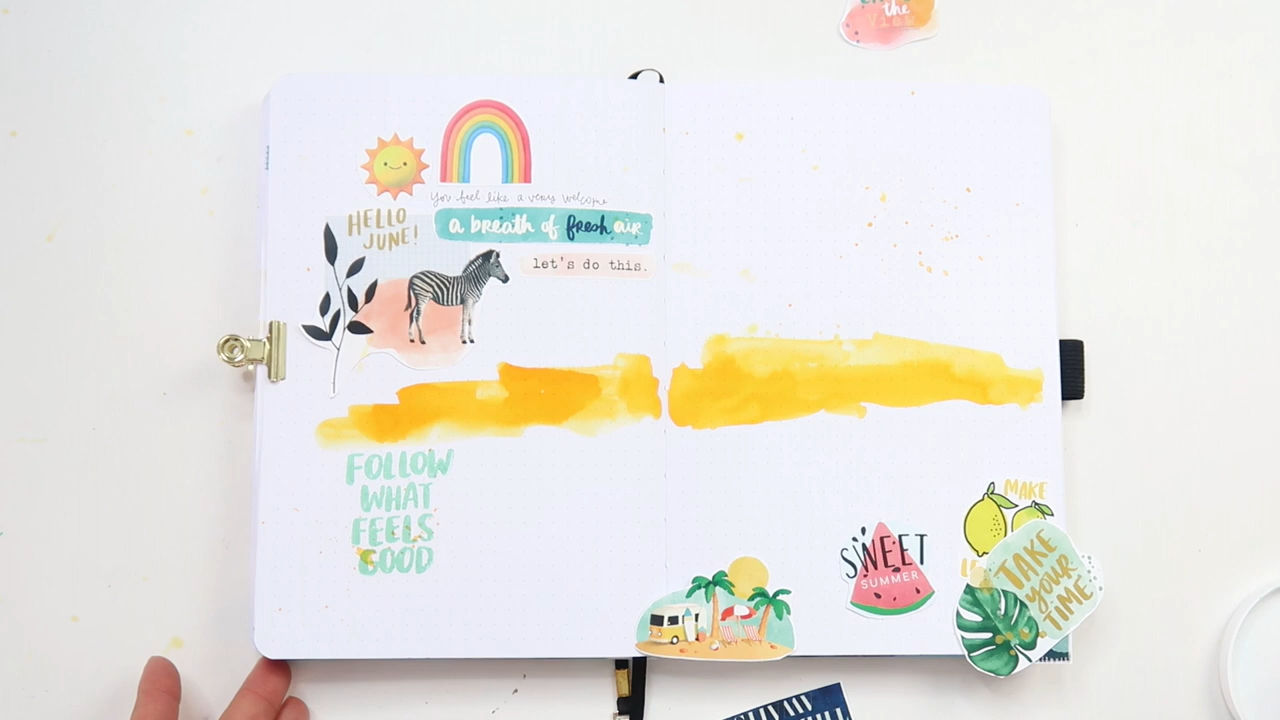 the
View
HELLO
JUNE!
you feel like a very welcome
a breath of fresh air
let's do this.
FOLLOW
WHAT
FEELS
GOOD
SWEET
SUMMER
MAKE
TAKE
your
TIME